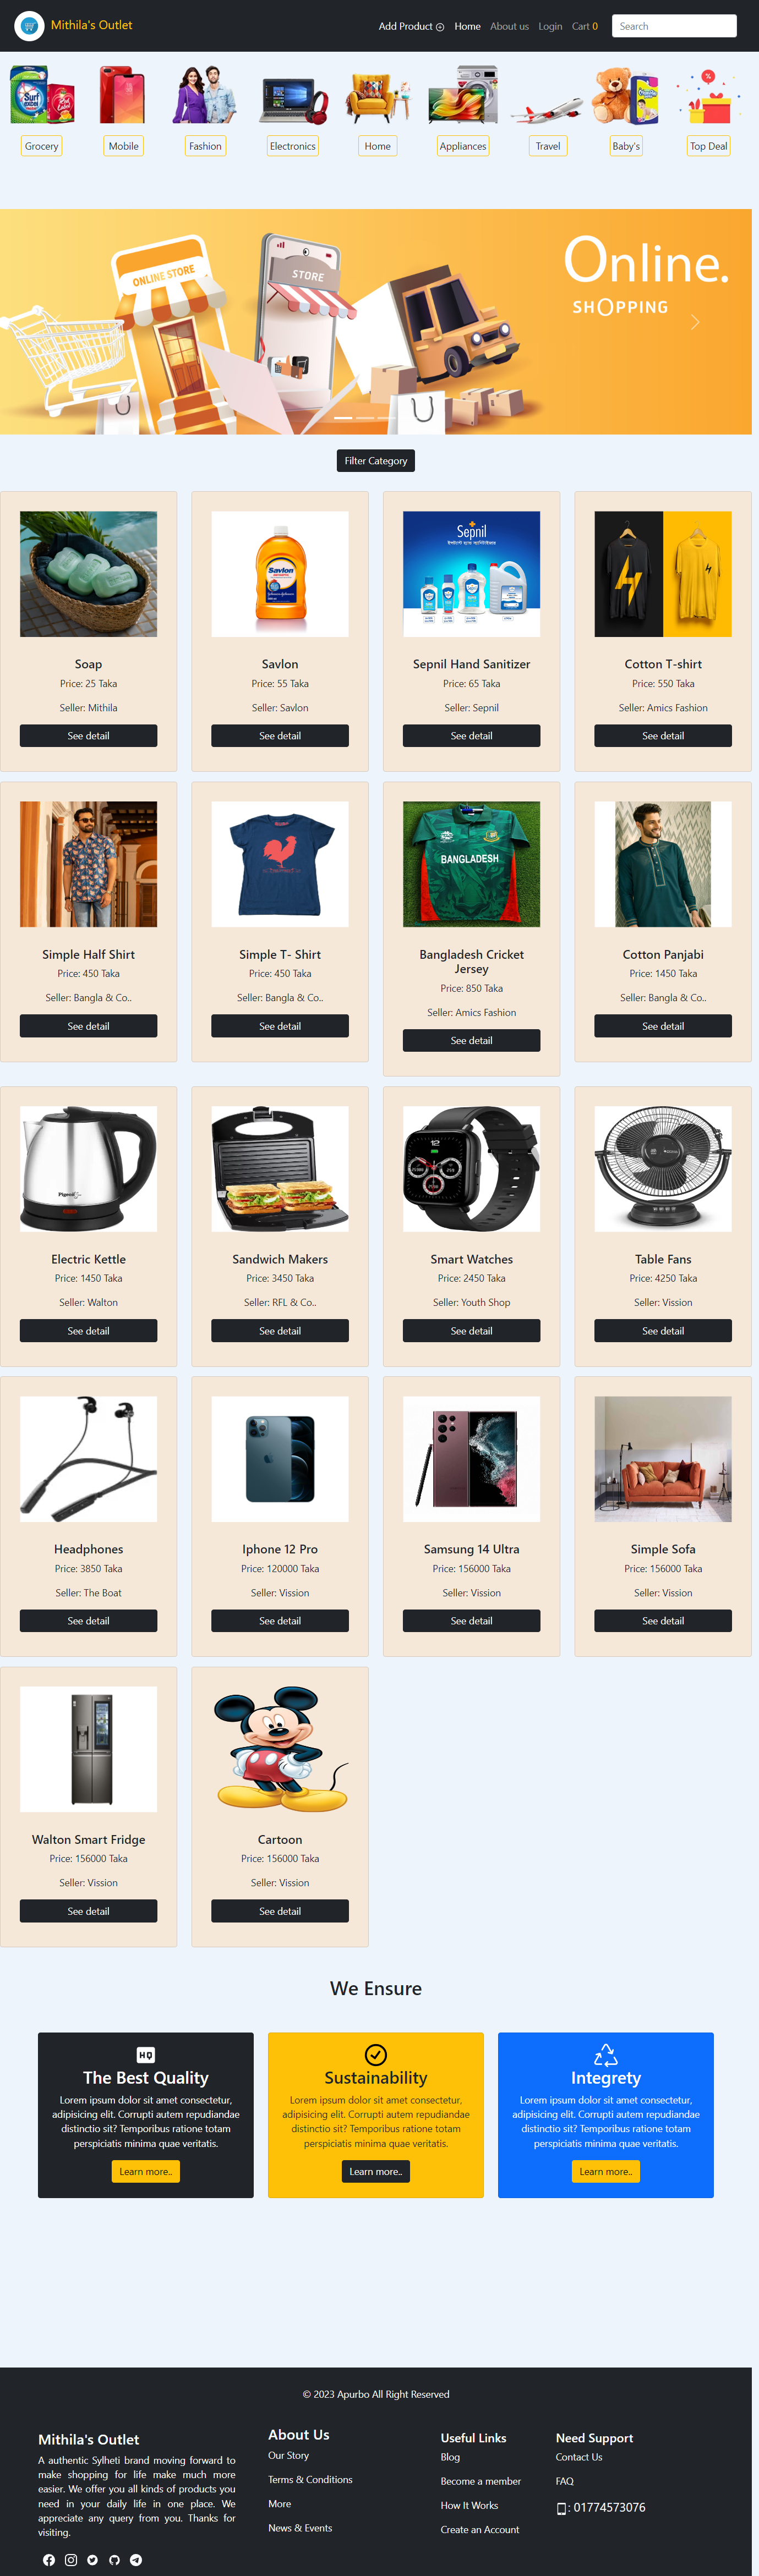 Mithila's Outlet
Add Product Home About us Login Cart 0 Search
Grocery Mobile Fashion Electronics Home Appliances Travel Baby's Top Deal
ONLINE STORE
STORE
Online.
SHOPPING
Filter Category
Savlon
Sepnil
BANGLADESH
Soap
Price: 25 Taka
Seller: Mithila
See detail
Savlon
Price: 55 Taka
Seller: Savlon
See detail
Sepnil Hand Sanitizer
Price: 65 Taka
Seller: Sepnil
See detail
Cotton T-shirt
Price: 550 Taka
Seller: Amics Fashion
See detail
Simple Half Shirt
Price: 450 Taka
Seller: Bangla & Co..
See detail
Simple T- Shirt
Price: 450 Taka
Seller: Bangla & Co..
See detail
Bangladesh Cricket
Jersey
Price: 850 Taka
Seller: Amics Fashion
See detail
Cotton Panjabi
Price: 1450 Taka
Seller: Bangla & Co..
See detail
Electric Kettle
Price: 1450 Taka
Seller: Walton
See detail
Sandwich Makers
Price: 3450 Taka
Seller: RFL & Co..
See detail
Smart Watches
Price: 2450 Taka
Seller: Youth Shop
See detail
Table Fans
Price: 4250 Taka
Seller: Vission
See detail
Headphones
Price: 3850 Taka
Seller: The Boat
See detail
Iphone 12 Pro
Price: 120000 Taka
Seller: Vission
See detail
Samsung 14 Ultra
Price: 156000 Taka
Seller: Vission
See detail
Simple Sofa
Price: 156000 Taka
Seller: Vission
See detail
Walton Smart Fridge
Price: 156000 Taka
Seller: Vission
See detail
Cartoon
Price: 156000 Taka
Seller: Vission
See detail
We Ensure
HQ
The Best Quality
Lorem ipsum dolor sit amet consectetur,
adipisicing elit. Corrupti autem repudiandae
distinctio sit? Temporibus ratione totam
perspiciatis minima quae veritatis.
Learn more..
Sustainability
Lorem ipsum dolor sit amet consectetur,
adipisicing elit. Corrupti autem repudiandae
distinctio sit? Temporibus ratione totam
perspiciatis minima quae veritatis.
Learn more..
Integrety
Lorem ipsum dolor sit amet consectetur,
adipisicing elit. Corrupti autem repudiandae
distinctio sit? Temporibus ratione totam
perspiciatis minima quae veritatis.
Learn more..
© 2023 Apurbo All Right Reserved
Mithila's Outlet
A authentic Sylheti brand moving forward to
make shopping for life make much more
easier. We offer you all kinds of products you
need in your daily life in one place. We
appreciate any query from you. Thanks for
visiting.
About Us
Our Story
Terms & Conditions
More
News & Events
Useful Links
Blog
Become a member
How It Works
Create an Account
Need Support
Contact Us
FAQ
: 01774573076